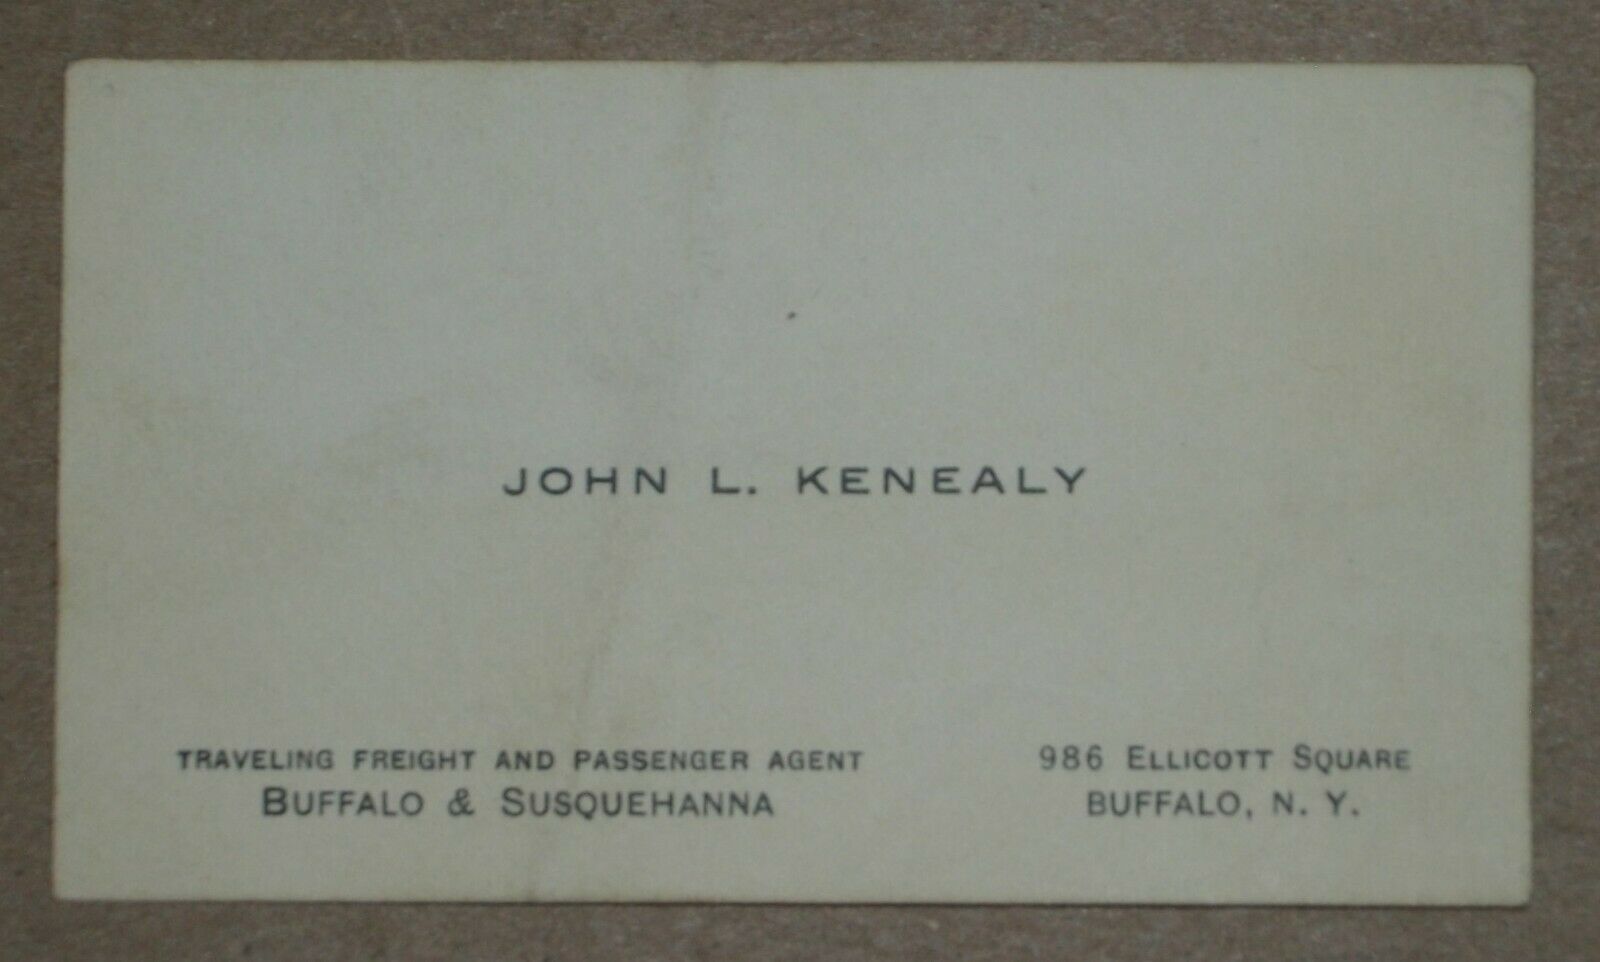 JOHN L. KENEALY
TRAVELING FREIGHT AND PASSENGER AGENT
BUFFALO & SUSQUEHANNA
986 ELLICOTT SQUARE
BUFFALO, N. Y.